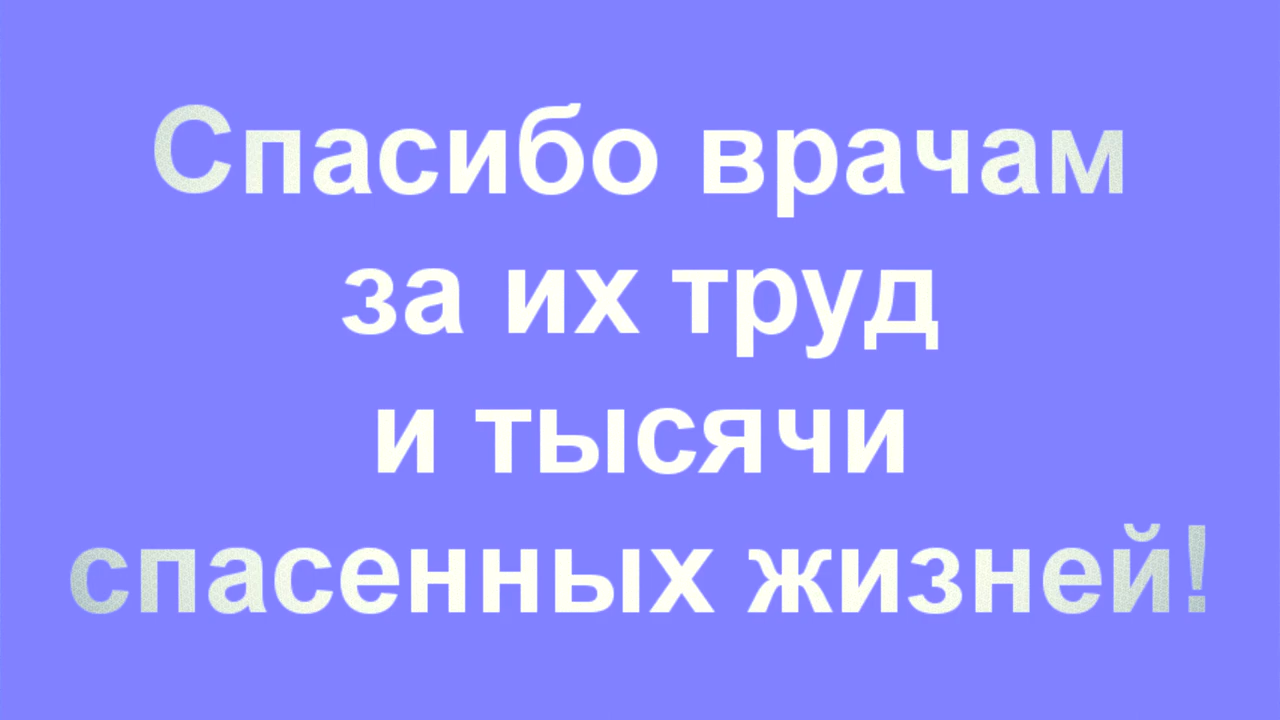 Спасибо врачам
за их труд
и тысячи
спасенных жизней!